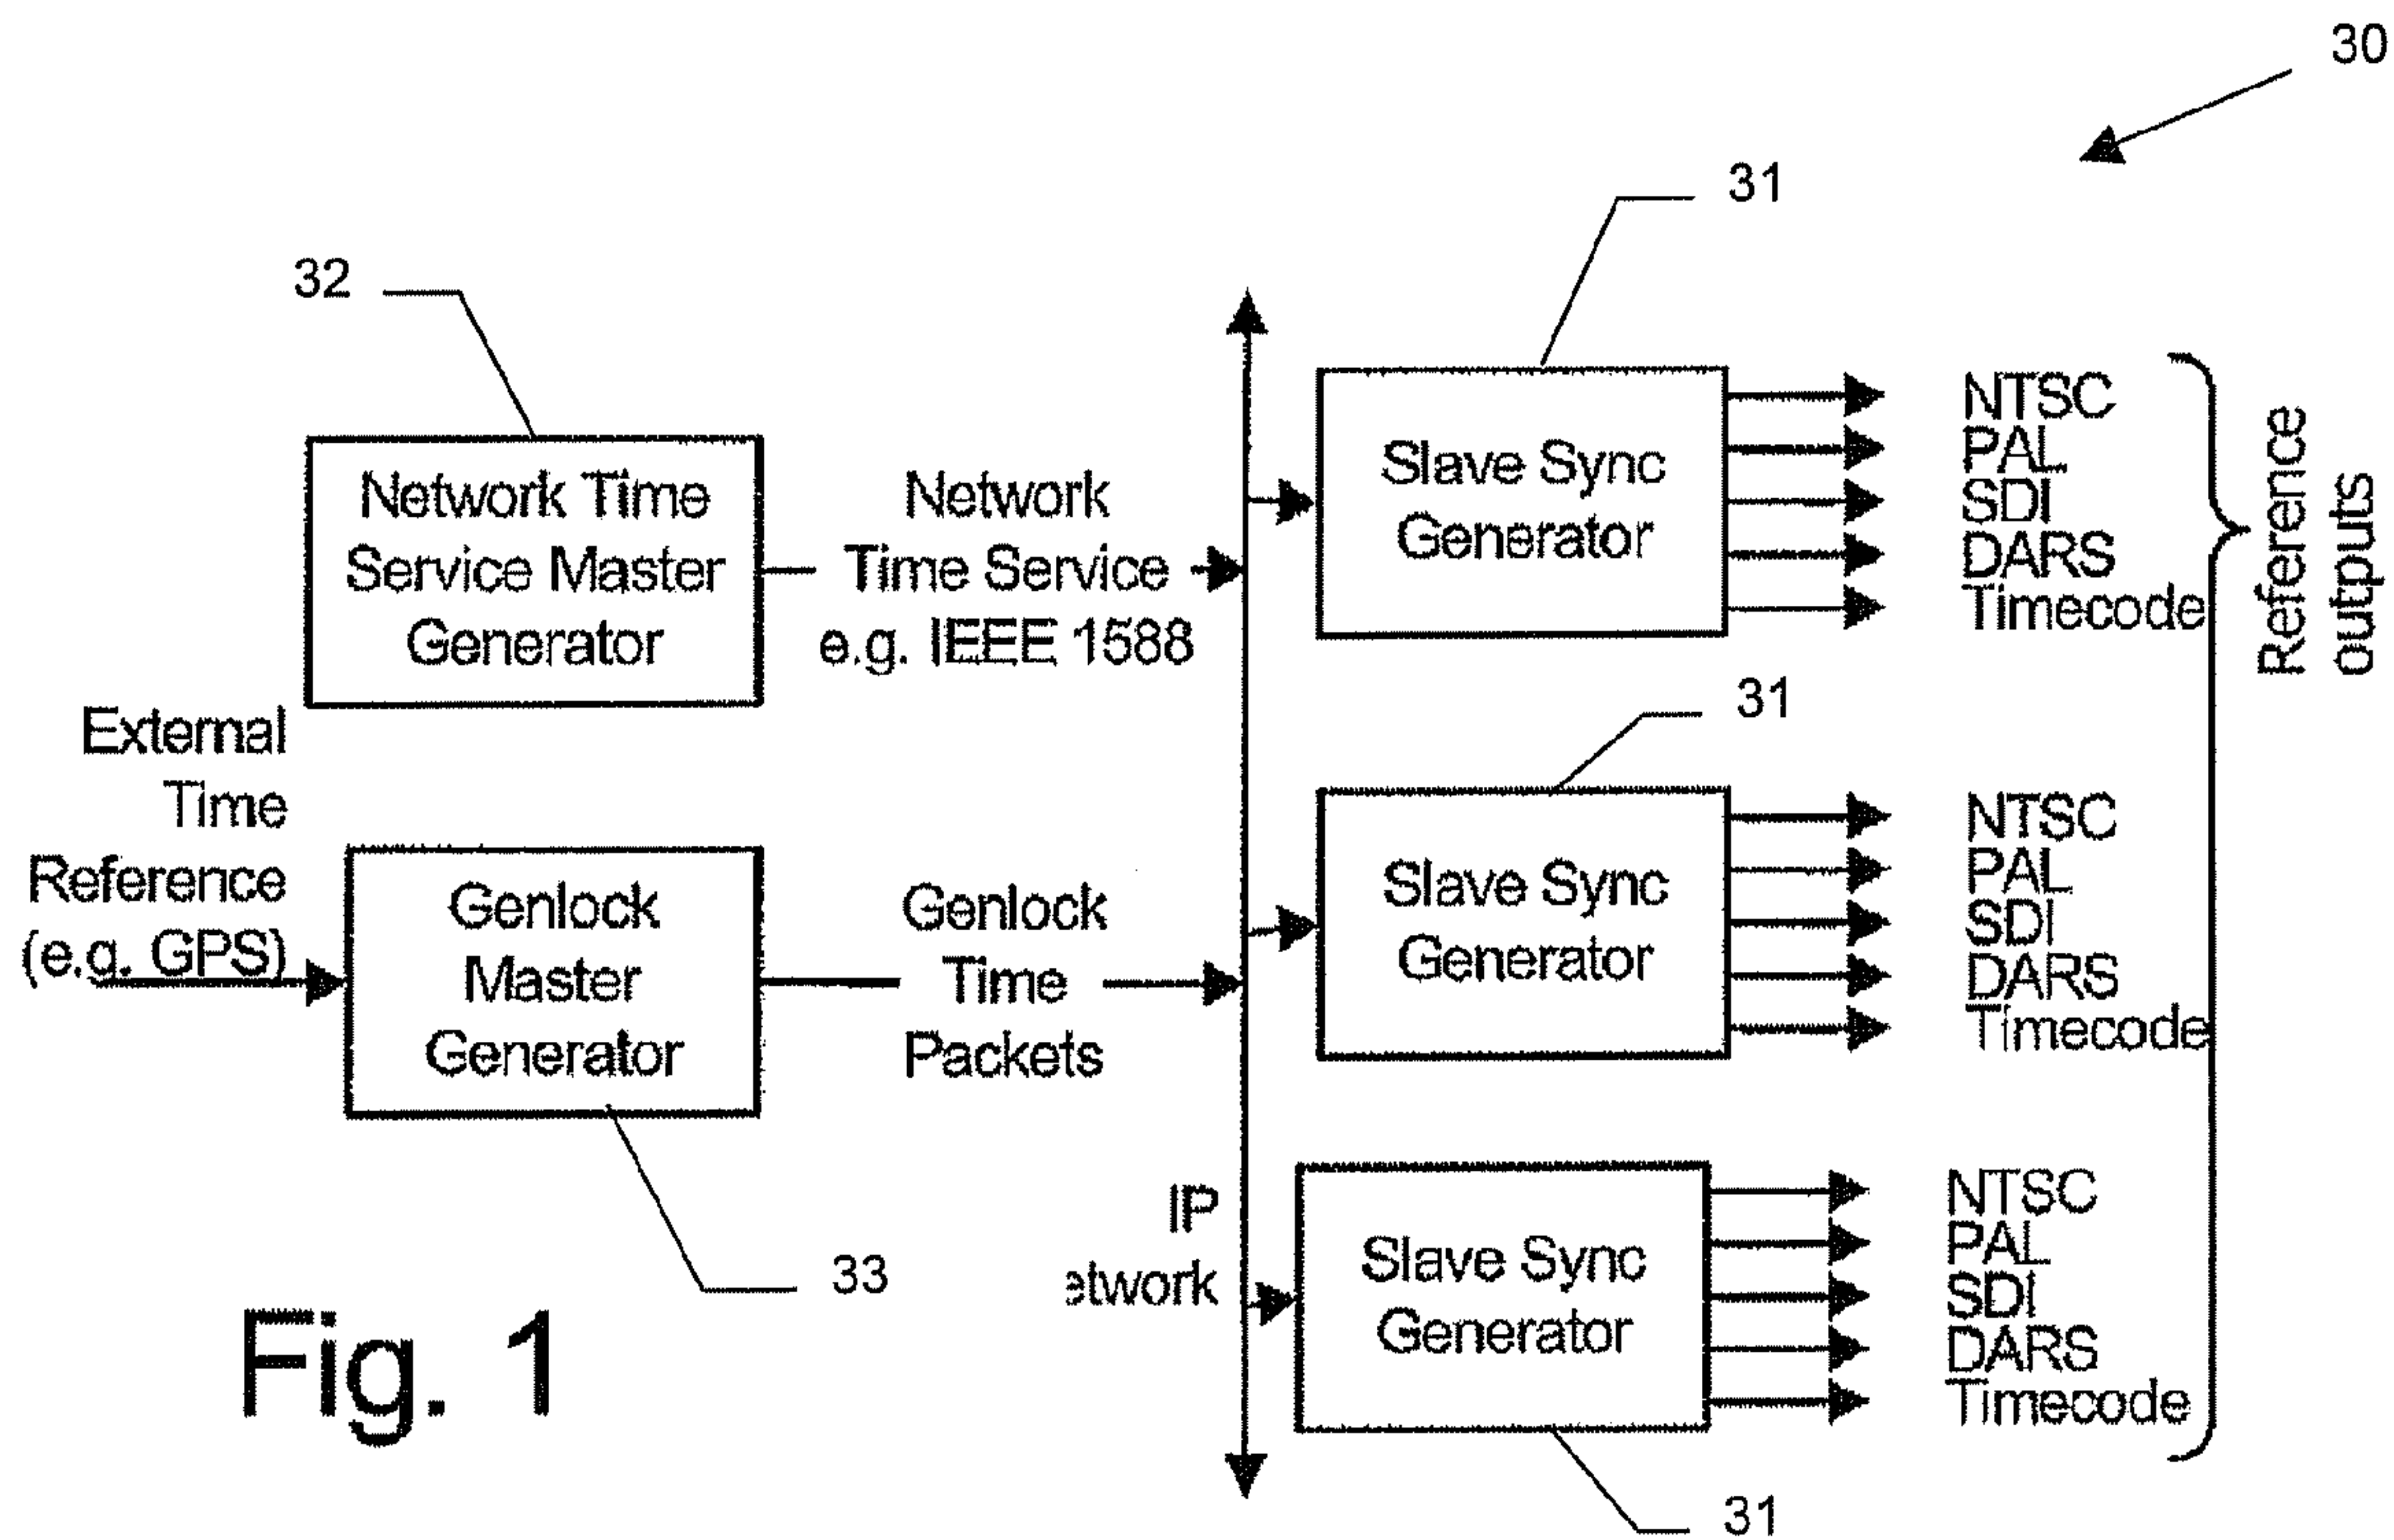 30
31
32
Network Time
Service Master
Generator
Network
Time Service
e.g. IEEE 1588
Slave Sync
Generator
NTSC
PAL
SDI
DARS
Timecode
Reference
outputs
External
Time
Reference
(e.g. GPS)
Genlock
Master
Generator
33
Genlock
Time
Packets
31
Slave Sync
Generator
NTSC
PAL
SDI
DARS
Timecode
IP
etwork
Slave Sync
Generator
31
NTSC
PAL
SDI
DARS
Timecode
Fig. 1